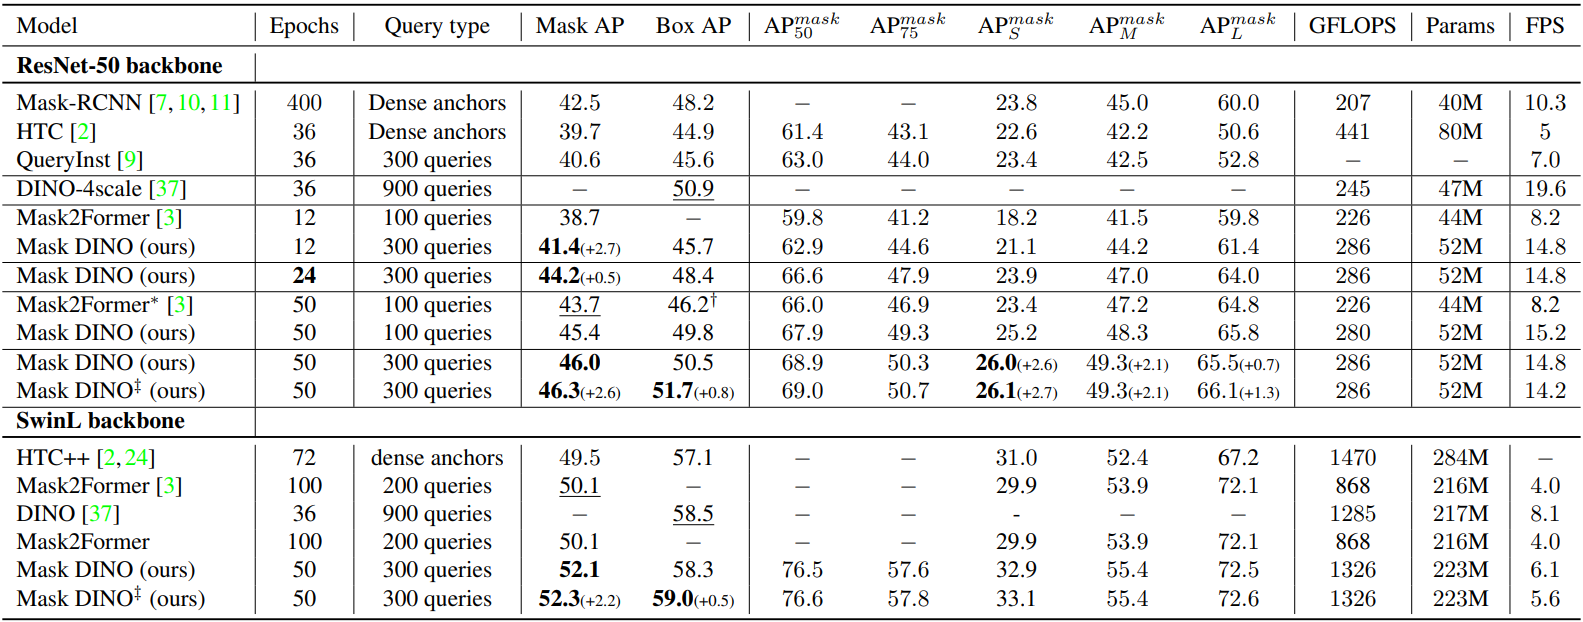 Model Epochs Query type Mask AP Box AP AP50^mask AP75^mask APS^mask APM^mask APL^mask GFLOPS Params FPS
ResNet-50 backbone
Mask-RCNN [7, 10, 11] 400 Dense anchors 42.5 48.2 − − 23.8 45.0 60.0 207 40M 10.3
HTC [2] 36 Dense anchors 39.7 44.9 61.4 43.1 22.6 42.2 50.6 441 80M 5
QueryInst [9] 36 300 queries 40.6 45.6 63.0 44.0 23.4 42.5 52.8 − − 7.0
DINO-4scale [37] 36 900 queries − 50.9 − − − − − 245 47M 19.6
Mask2Former [3] 12 100 queries 38.7 − 59.8 41.2 18.2 41.5 59.8 226 44M 8.2
Mask DINO (ours) 12 300 queries 41.4(+2.7) 45.7 62.9 44.6 21.1 44.2 61.4 286 52M 14.8
Mask DINO (ours) 24 300 queries 44.2(+0.5) 48.4 66.6 47.9 23.9 47.0 64.0 286 52M 14.8
Mask2Former* [3] 50 100 queries 43.7 46.2† 66.0 46.9 23.4 47.2 64.8 226 44M 8.2
Mask DINO (ours) 50 100 queries 45.4 49.8 67.9 49.3 25.2 48.3 65.8 280 52M 15.2
Mask DINO (ours) 50 300 queries 46.0 50.5 68.9 50.3 26.0(+2.6) 49.3(+2.1) 65.5(+0.7) 286 52M 14.8
Mask DINO‡ (ours) 50 300 queries 46.3(+2.6) 51.7(+0.8) 69.0 50.7 26.1(+2.7) 49.3(+2.1) 66.1(+1.3) 286 52M 14.2
SwinL backbone
HTC++ [2, 24] 72 dense anchors 49.5 57.1 − − 31.0 52.4 67.2 1470 284M −
Mask2Former [3] 100 200 queries 50.1 − − − 29.9 53.9 72.1 868 216M 4.0
DINO [37] 36 900 queries − 58.5 − − - − − 1285 217M 8.1
Mask2Former 100 200 queries 50.1 − − − 29.9 53.9 72.1 868 216M 4.0
Mask DINO (ours) 50 300 queries 52.1 58.3 76.5 57.6 32.9 55.4 72.5 1326 223M 6.1
Mask DINO‡ (ours) 50 300 queries 52.3(+2.2) 59.0(+0.5) 76.6 57.8 33.1 55.4 72.6 1326 223M 5.6